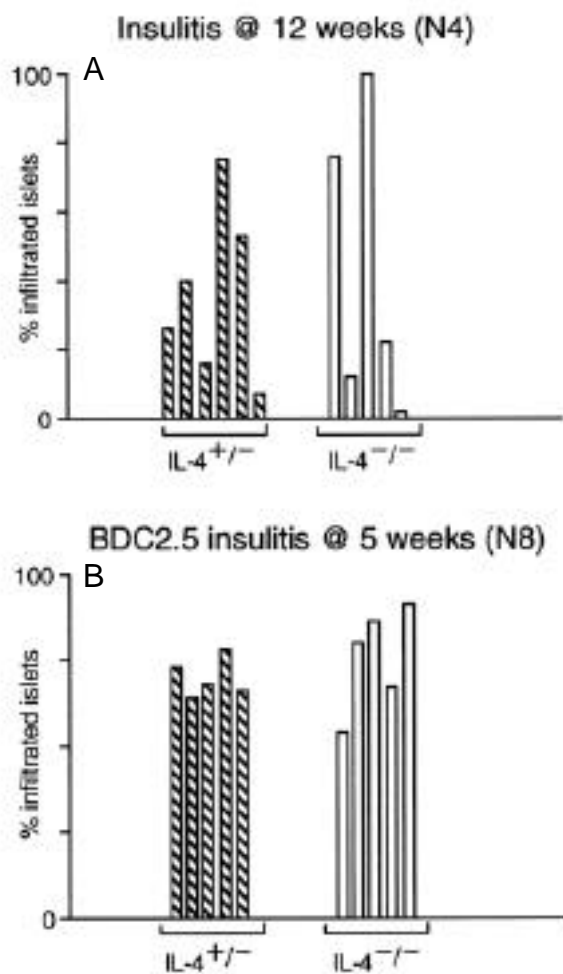 Insulitis @ 12 weeks (N4)
A
100
% infiltrated islets
0
IL-4+/−
IL-4−/−
BDC2.5 insulitis @ 5 weeks (N8)
B
100
% infiltrated islets
0
IL-4+/−
IL-4−/−